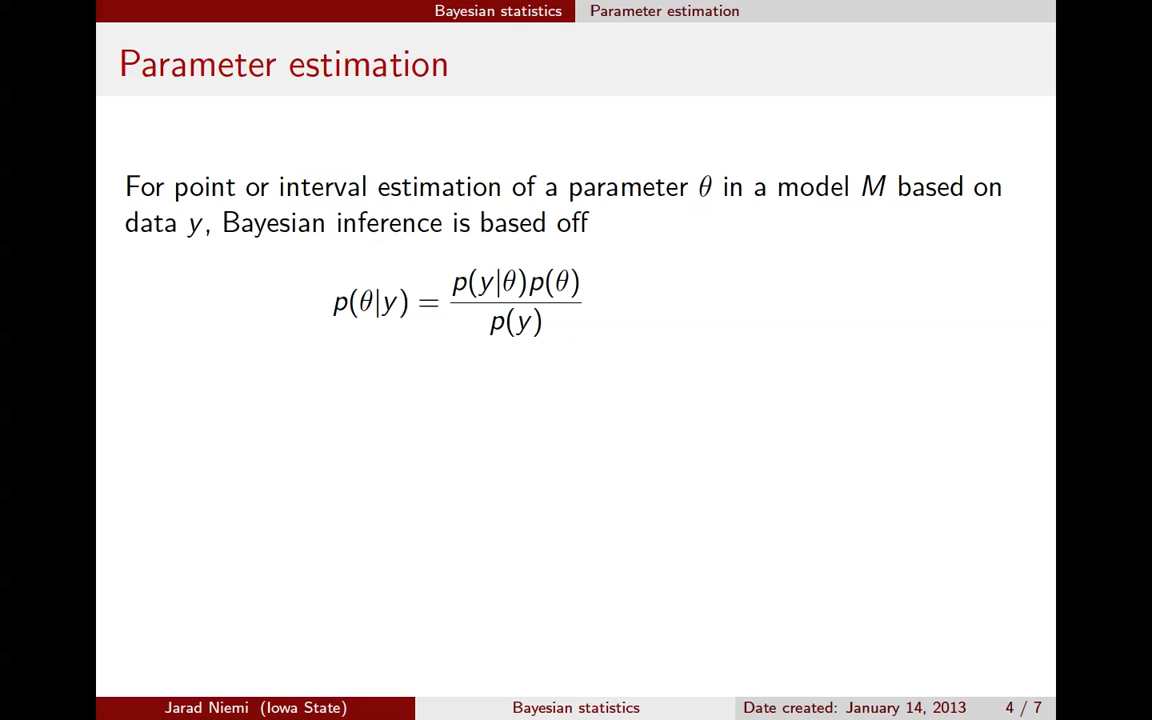 Bayesian statistics Parameter estimation
Parameter estimation
For point or interval estimation of a parameter θ in a model M based on
data y, Bayesian inference is based off
p(θ|y) = p(y|θ)p(θ)
p(y)
Jarad Niemi (Iowa State) Bayesian statistics Date created: January 14, 2013 4 / 7